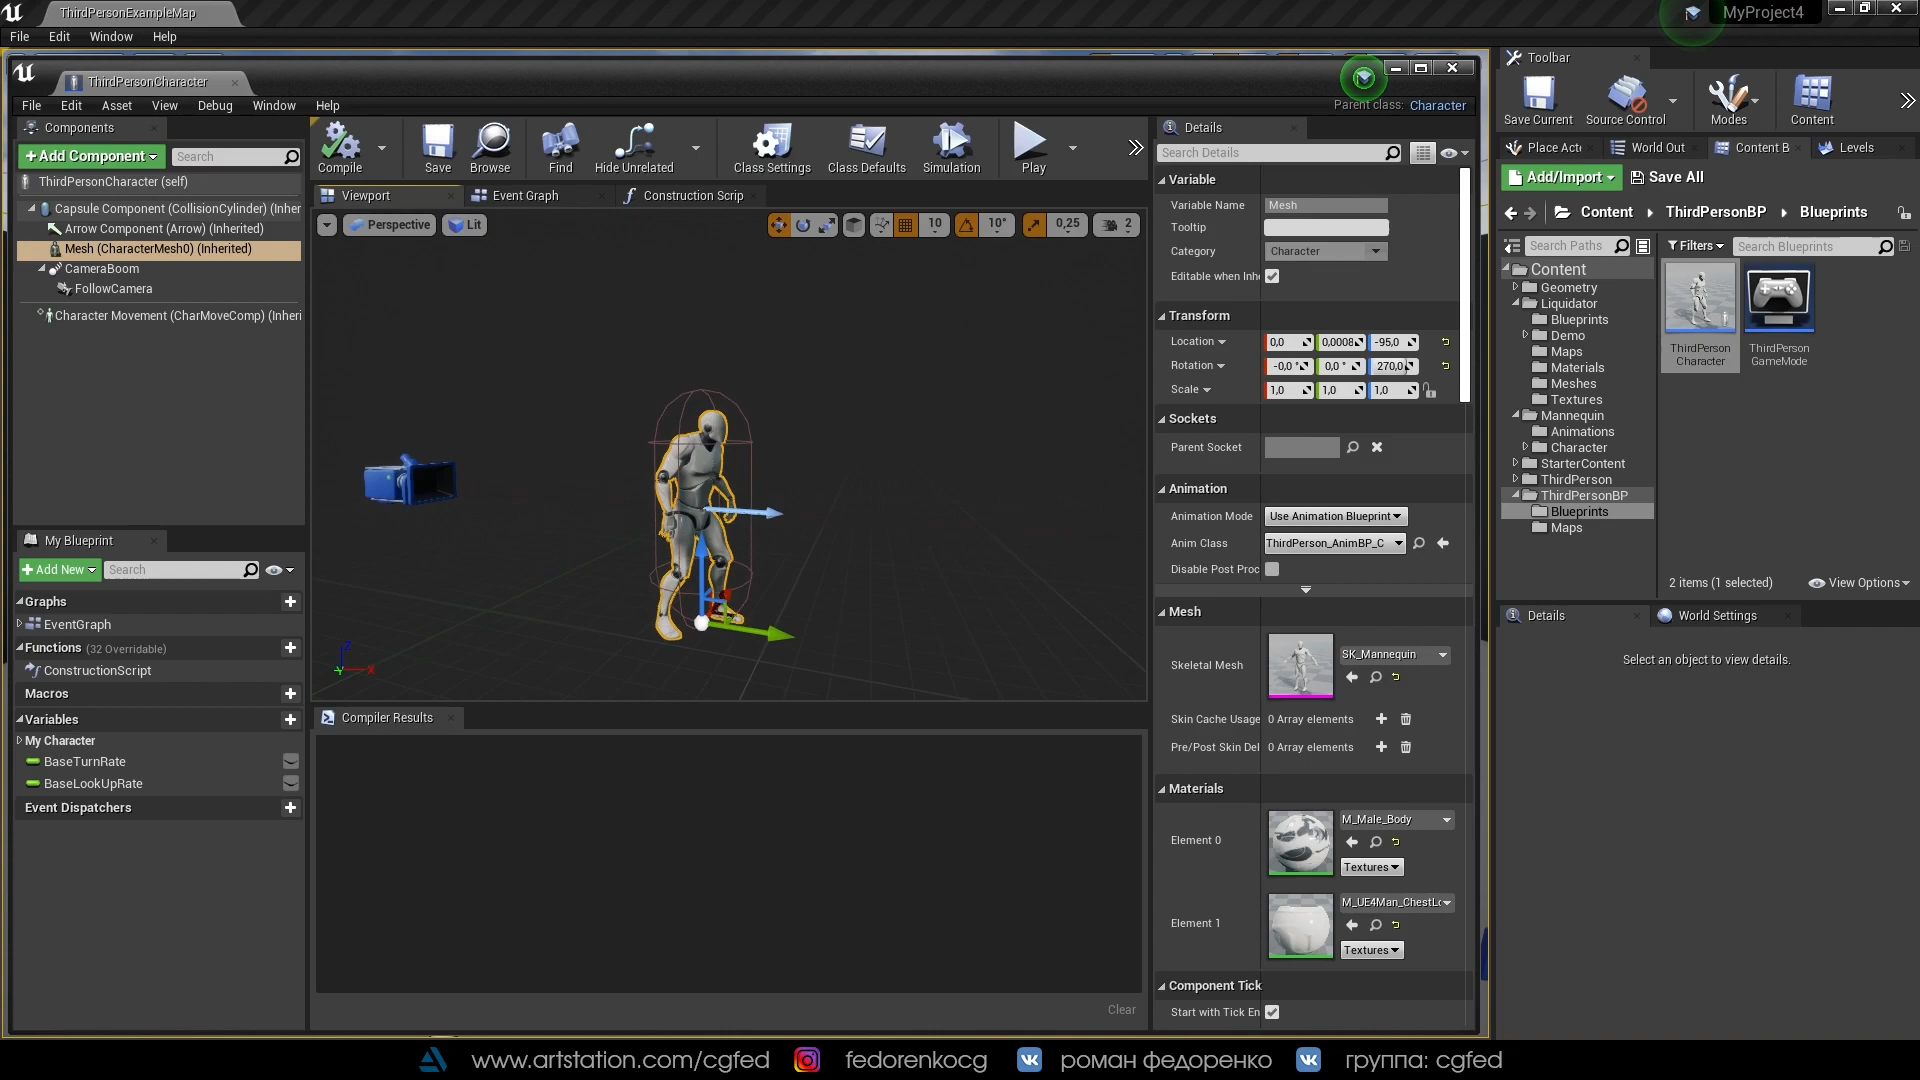 ThirdPersonExampleMap
MyProject4
File Edit Window Help
ThirdPersonCharacter
File Edit Asset View Debug Window Help
Parent class: Character
Components
+ Add Component
Search
ThirdPersonCharacter (self)
Capsule Component (CollisionCylinder) (Inher
Arrow Component (Arrow) (Inherited)
Mesh (CharacterMesh0) (Inherited)
CameraBoom
FollowCamera
Character Movement (CharMoveComp) (Inheri
My Blueprint
+ Add New
Search
Graphs
EventGraph
Functions (32 Overridable)
ConstructionScript
Macros
Variables
My Character
BaseTurnRate
BaseLookUpRate
Event Dispatchers
Compile Save Browse Find Hide Unrelated Class Settings Class Defaults Simulation Play
Viewport Event Graph Construction Scrip
Perspective Lit
10 10° 0,25 2
Z
Y
X
Compiler Results
Clear
Details
Search Details
Variable
Variable Name Mesh
Tooltip
Category Character
Editable when Inhe
Transform
Location 0,0 0,0008 -95,0
Rotation -0,0 ° 0,0 ° 270,0
Scale 1,0 1,0 1,0
Sockets
Parent Socket
Animation
Animation Mode Use Animation Blueprint
Anim Class ThirdPerson_AnimBP_C
Disable Post Proc
Mesh
Skeletal Mesh SK_Mannequin
Skin Cache Usage 0 Array elements
Pre/Post Skin Del 0 Array elements
Materials
Element 0 M_Male_Body
Textures
Element 1 M_UE4Man_ChestLo
Textures
Component Tick
Start with Tick En
Toolbar
Save Current Source Control Modes Content
Place Acto World Out Content B Levels
Add/Import Save All
Content ThirdPersonBP Blueprints
Search Paths
Filters Search Blueprints
Content
Geometry
Liquidator
Blueprints
Demo
Maps
Materials
Meshes
Textures
Mannequin
Animations
Character
StarterContent
ThirdPerson
ThirdPersonBP
Blueprints
Maps
ThirdPerson
Character
ThirdPerson
GameMode
2 items (1 selected) View Options
Details World Settings
Select an object to view details.
www.artstation.com/cgfed fedorenkocg роман федоренко группа: cgfed